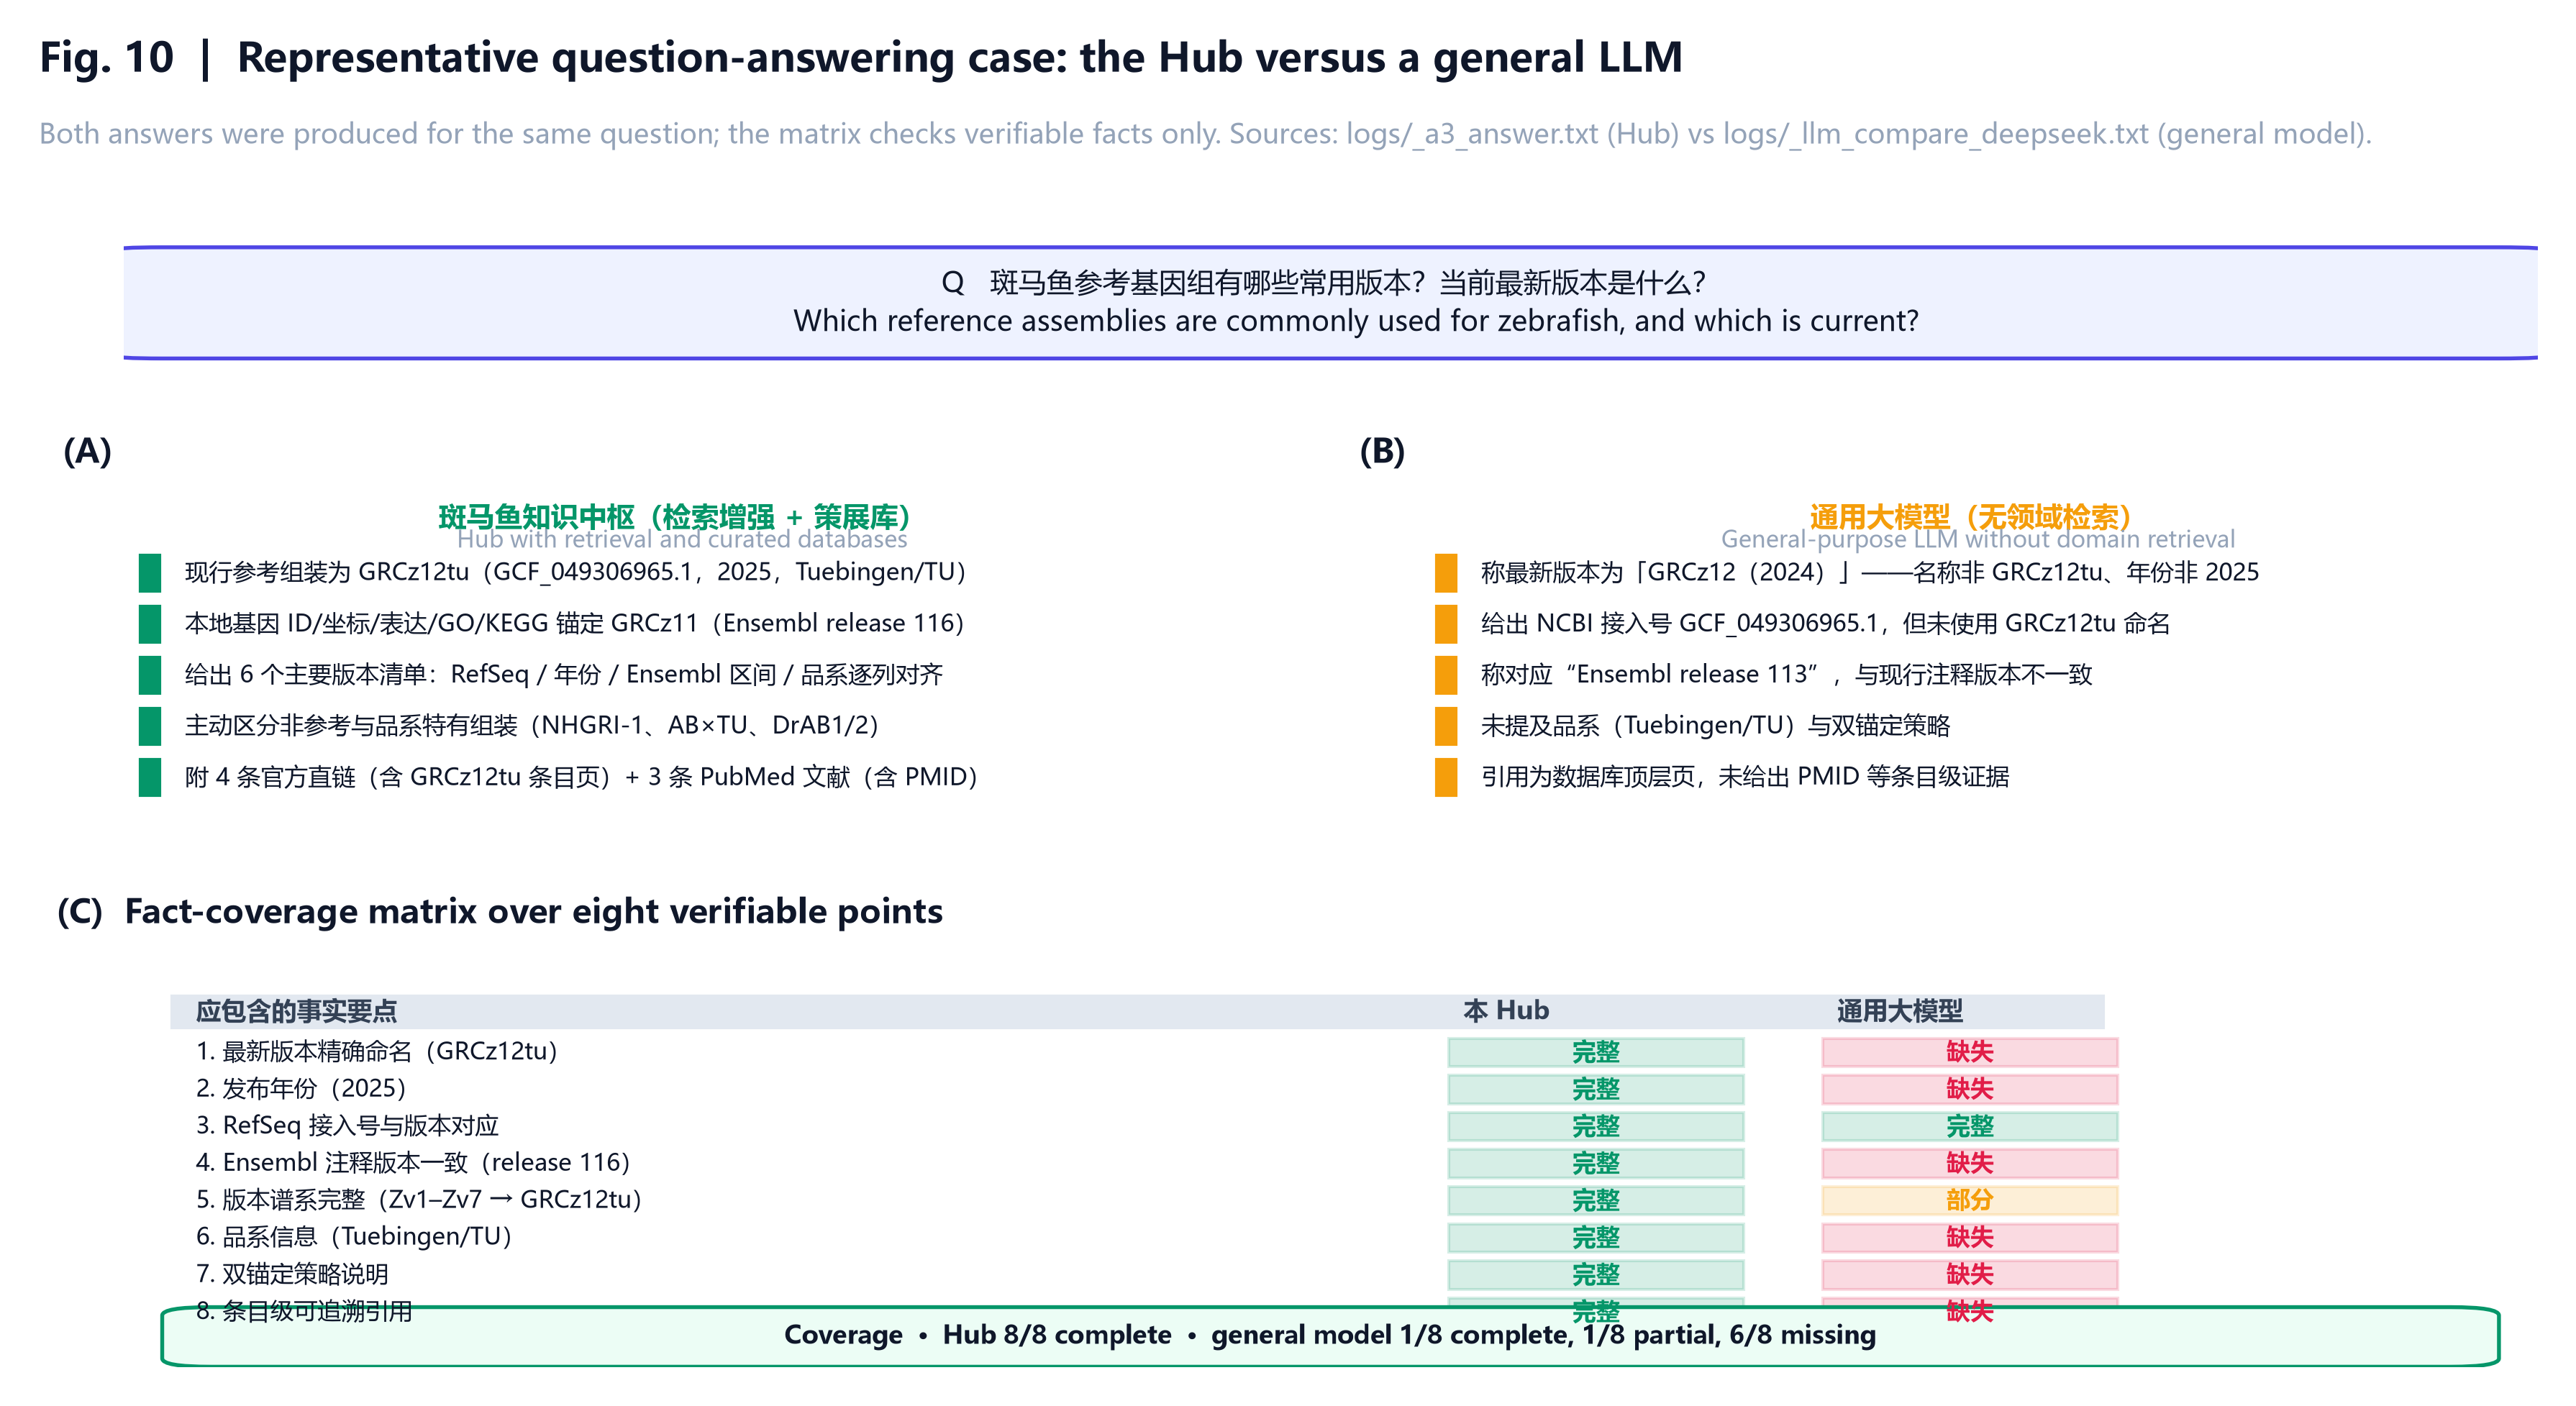 Fig. 10 | Representative question-answering case: the Hub versus a general LLM
Both answers were produced for the same question; the matrix checks verifiable facts only. Sources: logs/_a3_answer.txt (Hub) vs logs/_llm_compare_deepseek.txt (general model).
Q 斑马鱼参考基因组有哪些常用版本？当前最新版本是什么？
Which reference assemblies are commonly used for zebrafish, and which is current?
(A)
斑马鱼知识中枢（检索增强 + 策展库）
Hub with retrieval and curated databases
现行参考组装为 GRCz12tu（GCF_049306965.1，2025，Tuebingen/TU）
本地基因 ID/坐标/表达/GO/KEGG 锚定 GRCz11（Ensembl release 116）
给出 6 个主要版本清单：RefSeq / 年份 / Ensembl 区间 / 品系逐列对齐
主动区分非参考与品系特有组装（NHGRI-1、AB×TU、DrAB1/2）
附 4 条官方直链（含 GRCz12tu 条目页）+ 3 条 PubMed 文献（含 PMID）
(B)
通用大模型（无领域检索）
General-purpose LLM without domain retrieval
称最新版本为「GRCz12（2024）」——名称非 GRCz12tu、年份非 2025
给出 NCBI 接入号 GCF_049306965.1，但未使用 GRCz12tu 命名
称对应“Ensembl release 113”，与现行注释版本不一致
未提及品系（Tuebingen/TU）与双锚定策略
引用为数据库顶层页，未给出 PMID 等条目级证据
(C) Fact-coverage matrix over eight verifiable points
应包含的事实要点 本 Hub 通用大模型
1. 最新版本精确命名（GRCz12tu） 完整 缺失
2. 发布年份（2025） 完整 缺失
3. RefSeq 接入号与版本对应 完整 完整
4. Ensembl 注释版本一致（release 116） 完整 缺失
5. 版本谱系完整（Zv1–Zv7 → GRCz12tu） 完整 部分
6. 品系信息（Tuebingen/TU） 完整 缺失
7. 双锚定策略说明 完整 缺失
8. 条目级可追溯引用 完整 缺失
Coverage • Hub 8/8 complete • general model 1/8 complete, 1/8 partial, 6/8 missing